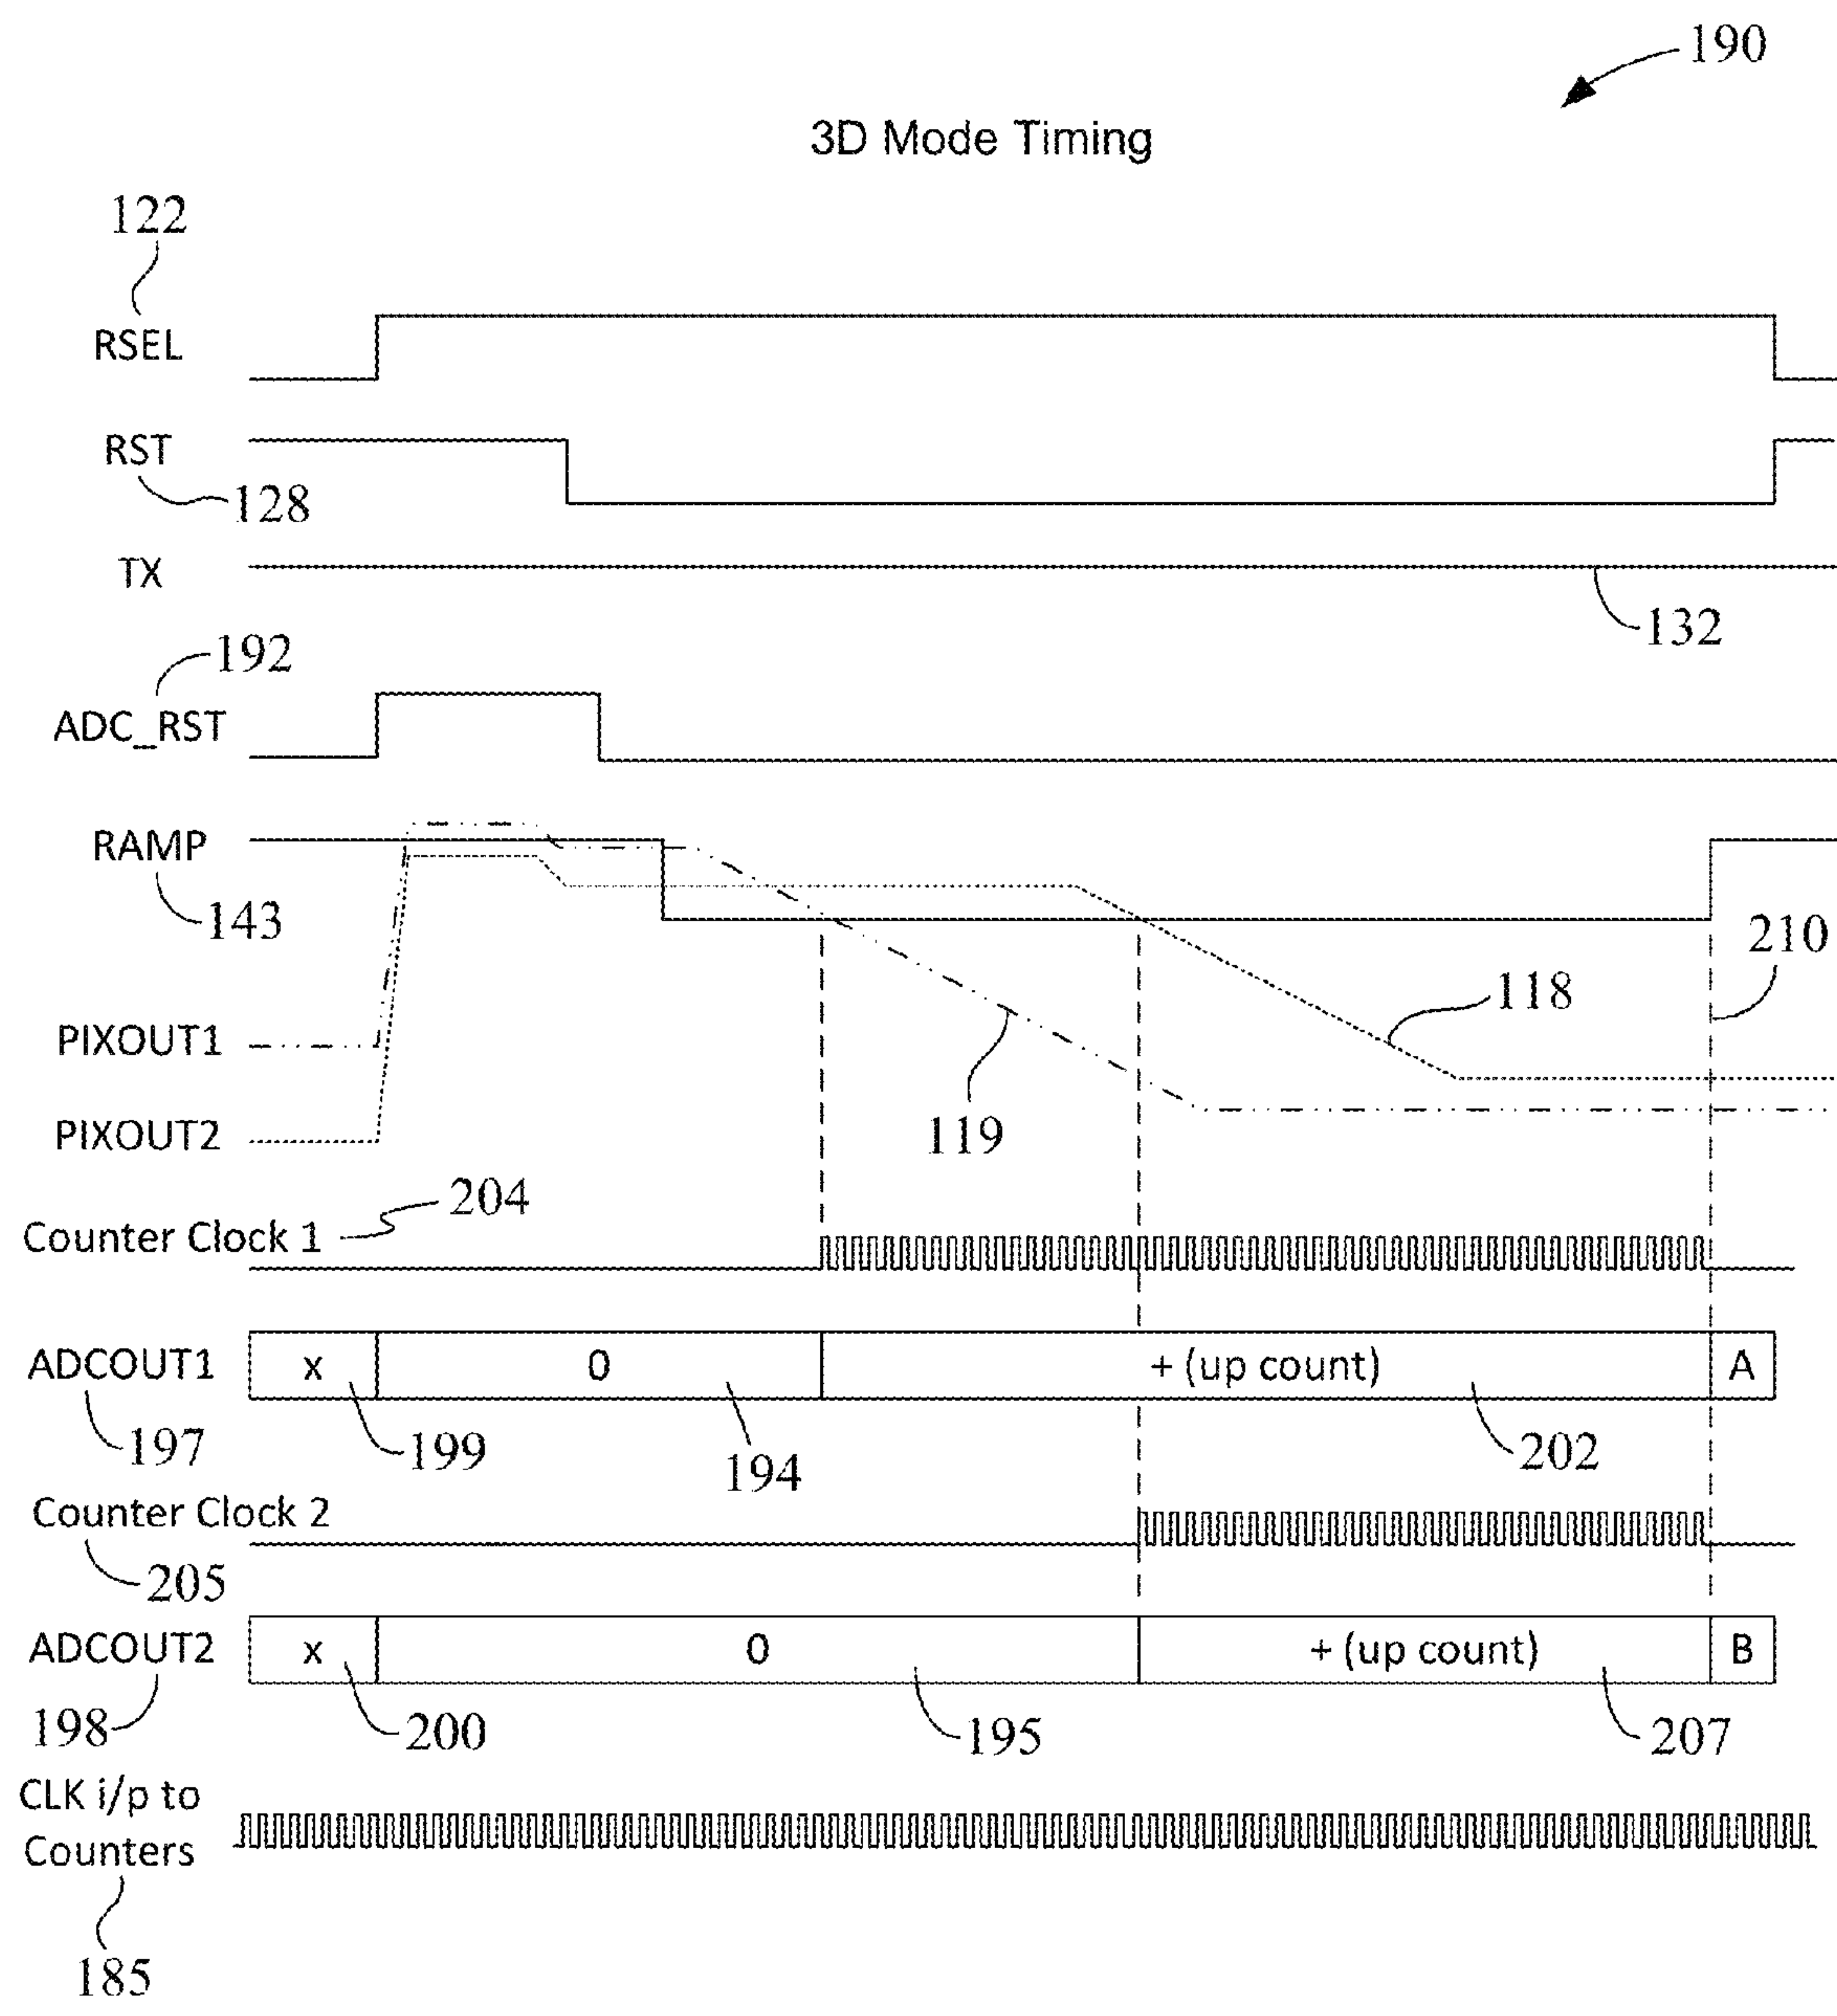 190
3D Mode Timing
122
RSEL
RST
128
TX
132
192
ADC_RST
RAMP
143
210
118
PIXOUT1
119
PIXOUT2
204
Counter Clock 1
ADCOUT1 x 0 + (up count) A
197 199 194 202
Counter Clock 2
205
ADCOUT2 x 0 + (up count) B
198 200 195 207
CLK i/p to
Counters
185